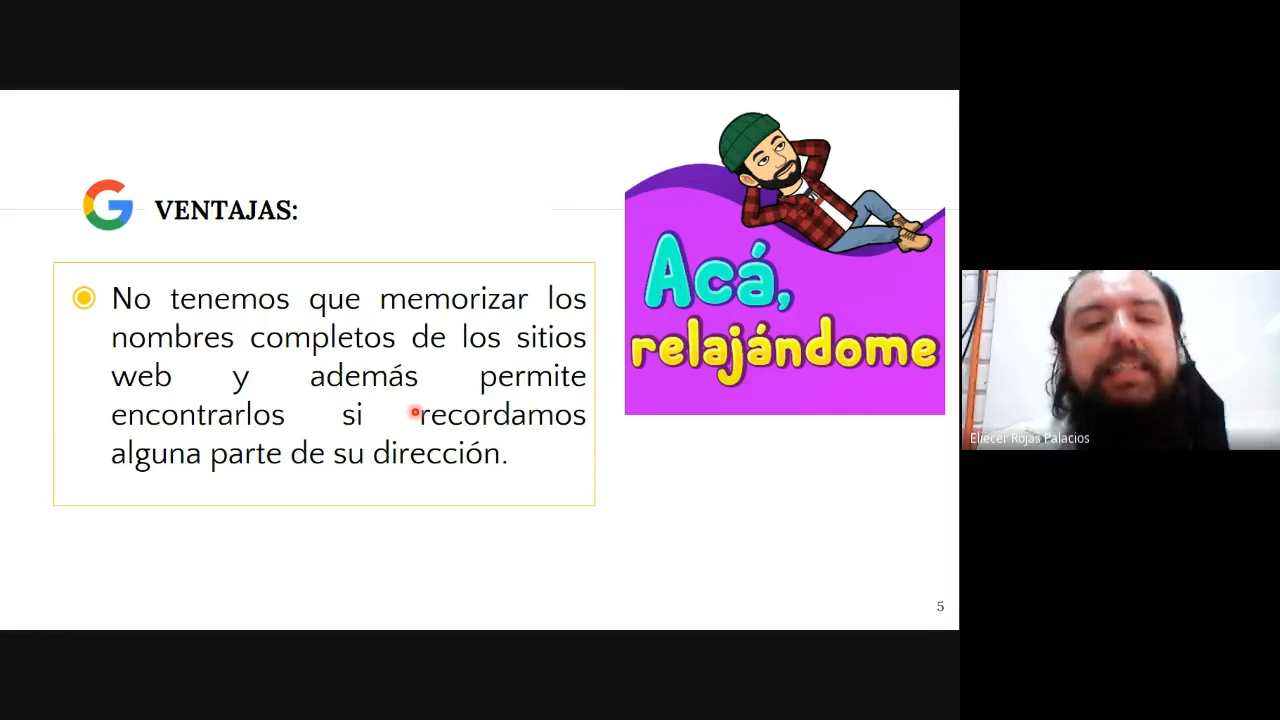 VENTAJAS:
No tenemos que memorizar los
nombres completos de los sitios
web y además permite
encontrarlos si recordamos
alguna parte de su dirección.
Acá,
relajándome
Eliecer Rojas Palacios
5